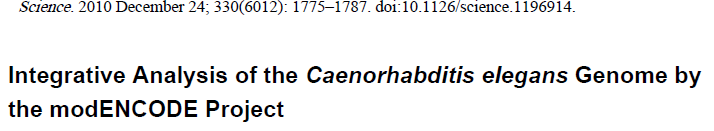 Science. 2010 December 24; 330(6012): 1775–1787. doi:10.1126/science.1196914.
Integrative Analysis of the Caenorhabditis elegans Genome by
the modENCODE Project